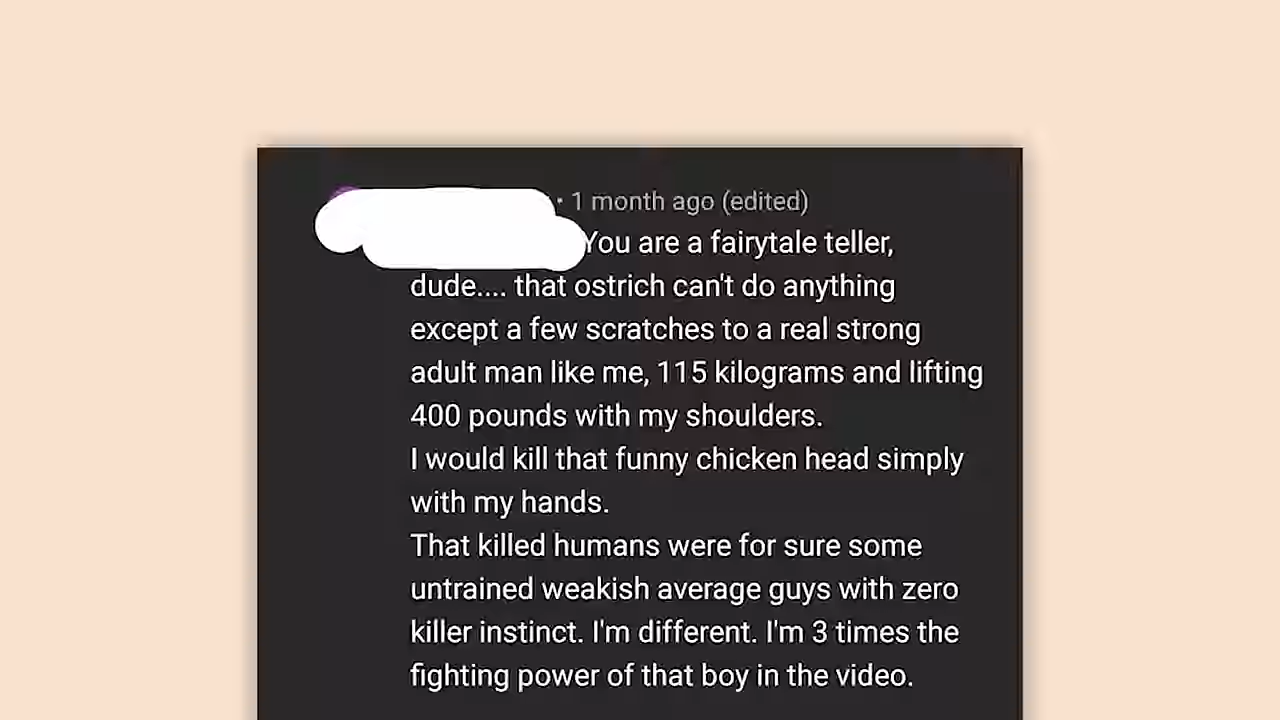 • 1 month ago (edited)
You are a fairytale teller,
dude.... that ostrich can't do anything
except a few scratches to a real strong
adult man like me, 115 kilograms and lifting
400 pounds with my shoulders.
I would kill that funny chicken head simply
with my hands.
That killed humans were for sure some
untrained weakish average guys with zero
killer instinct. I'm different. I'm 3 times the
fighting power of that boy in the video.